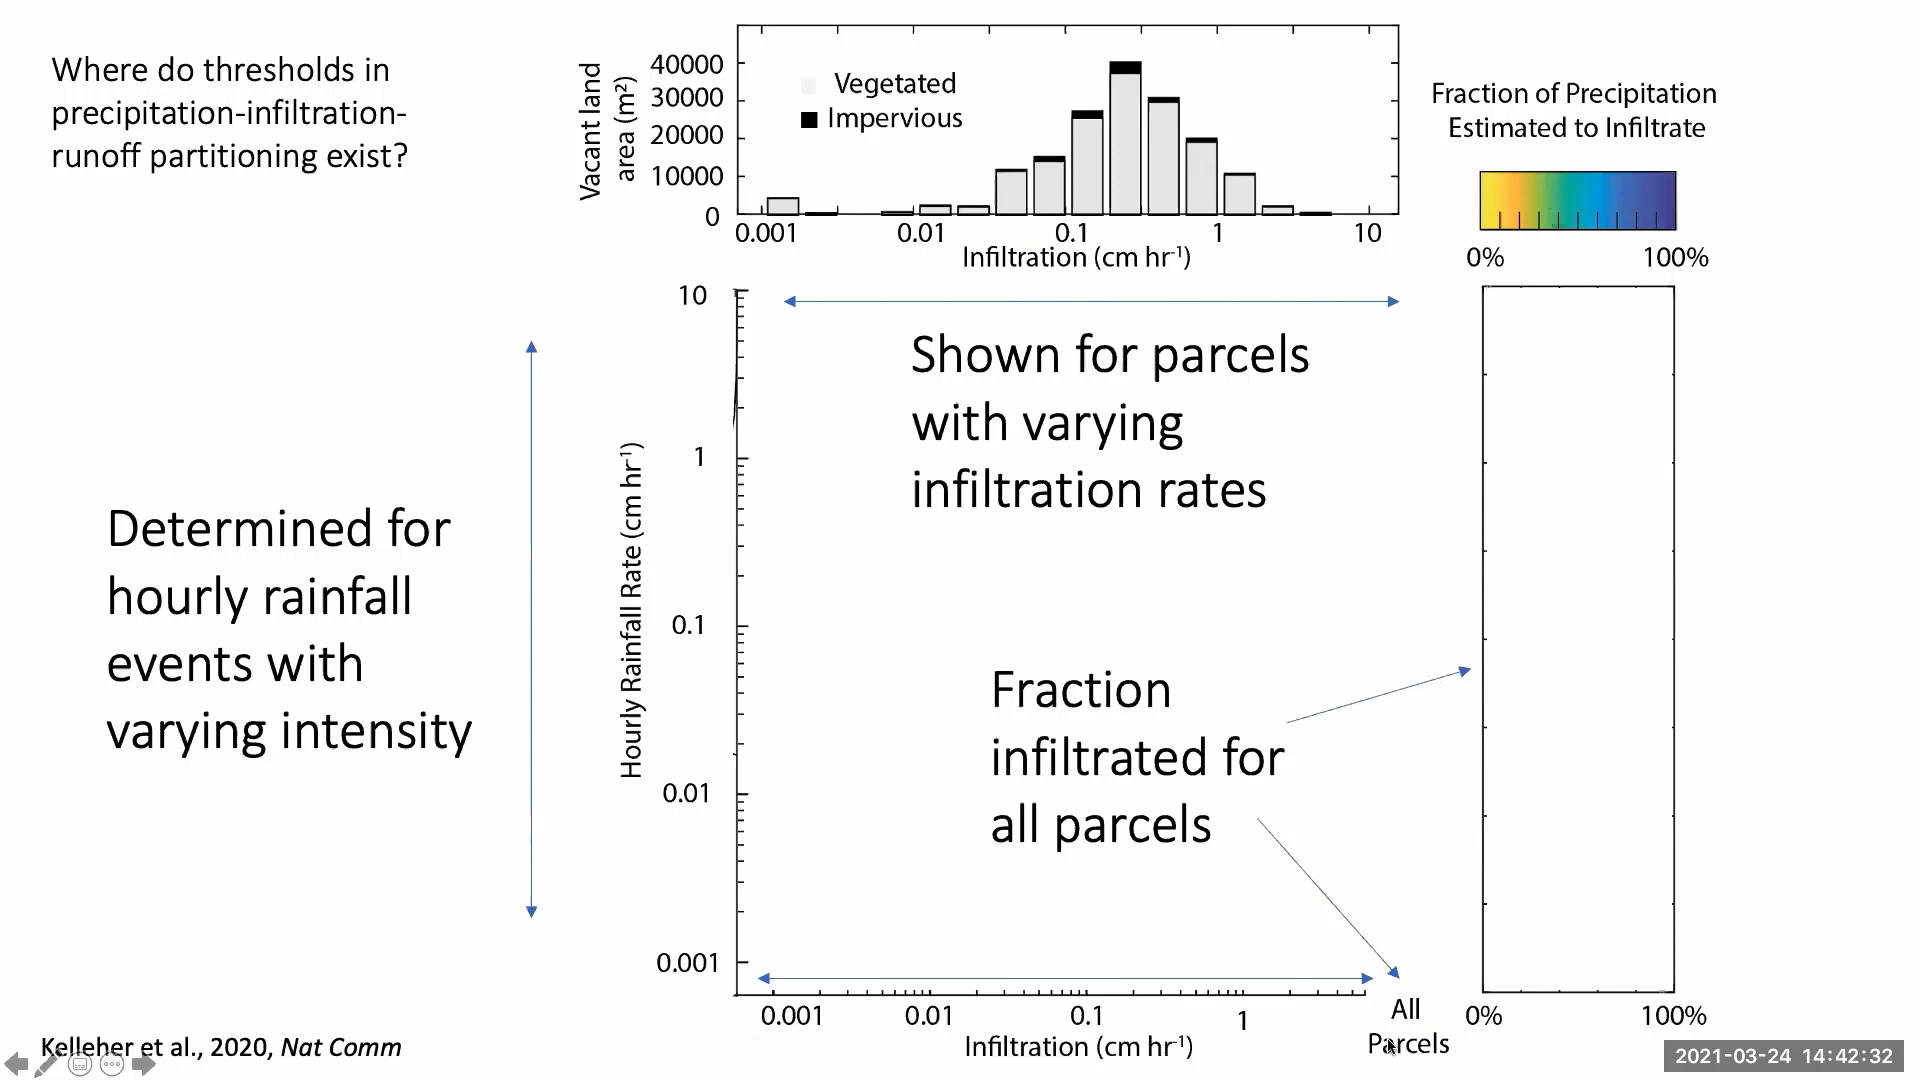 Where do thresholds in
precipitation-infiltration-
runoff partitioning exist?
Vacant land
area (m²)
40000
30000
20000
10000
0
Vegetated
Impervious
0.001
0.01
0.1
1
10
Infiltration (cm hr⁻¹)
Fraction of Precipitation
Estimated to Infiltrate
0%
100%
Determined for
hourly rainfall
events with
varying intensity
Hourly Rainfall Rate (cm hr⁻¹)
10
1
0.1
0.01
0.001
Shown for parcels
with varying
infiltration rates
Fraction
infiltrated for
all parcels
0.001
0.01
0.1
1
Infiltration (cm hr⁻¹)
All
Parcels
0%
100%
Kelleher et al., 2020, Nat Comm
2021-03-24 14:42:32